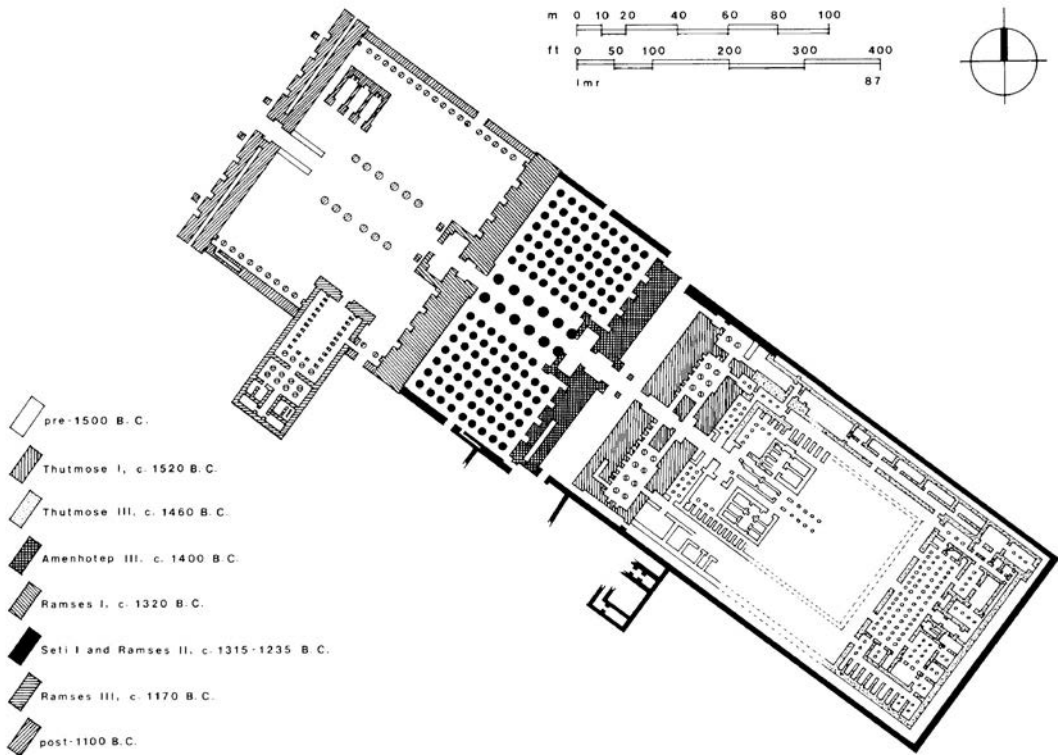 m 0 10 20 40 60 80 100
ft 0 50 100 200 300 400
lmr 87
pre-1500 B.C.
Thutmose I, c. 1520 B.C.
Thutmose III, c. 1460 B.C.
Amenhotep III, c. 1400 B.C.
Ramses I, c. 1320 B.C.
Seti I and Ramses II, c. 1315-1235 B.C.
Ramses III, c. 1170 B.C.
post-1100 B.C.